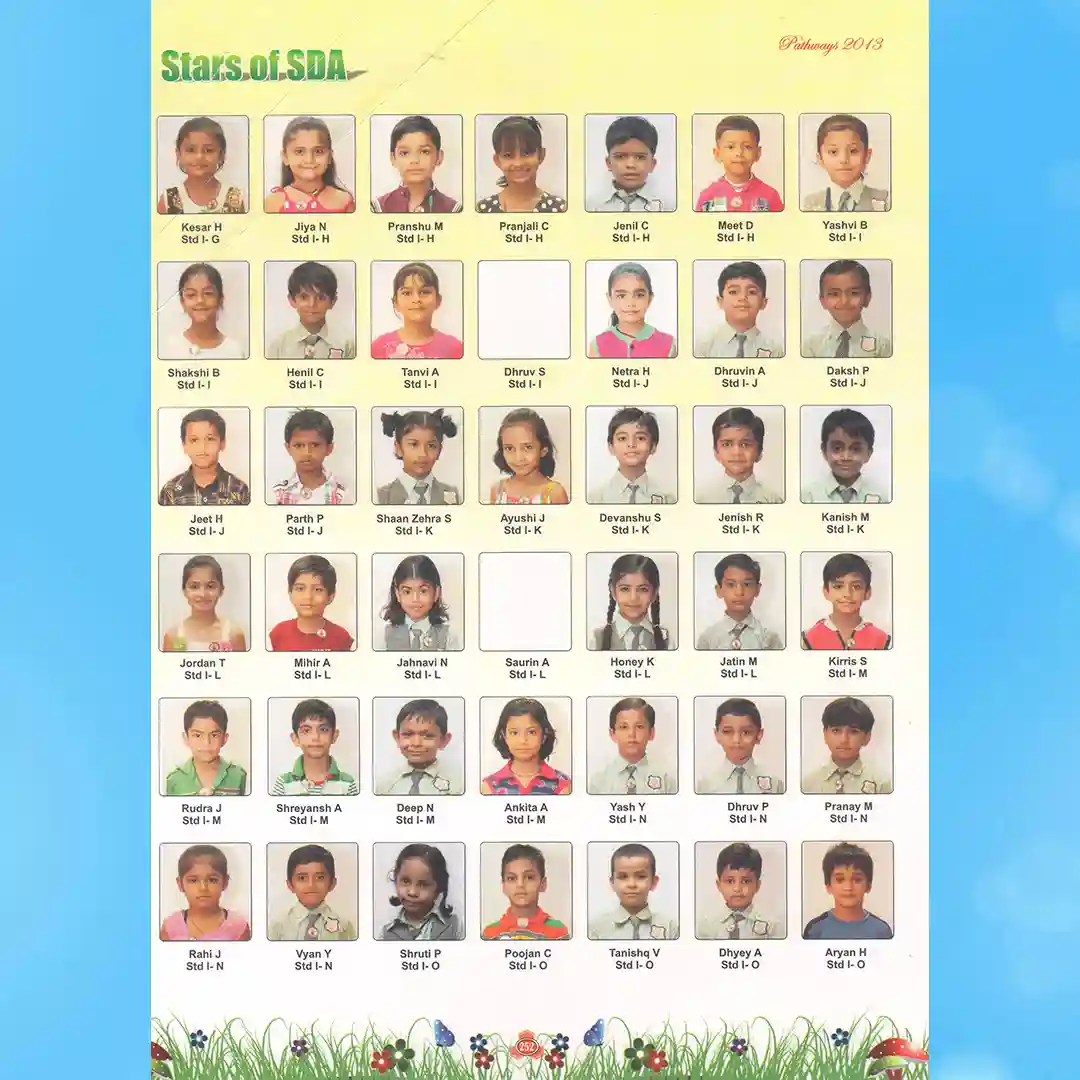 Pathways 2013
Stars of SDA
Kesar H
Std I- G
Jiya N
Std I- H
Pranshu M
Std I- H
Pranjali C
Std I- H
Jenil C
Std I- H
Meet D
Std I- H
Yashvi B
Std I- I
Shakshi B
Std I- I
Henil C
Std I- I
Tanvi A
Std I- I
Dhruv S
Std I- I
Netra H
Std I- J
Dhruvin A
Std I- J
Daksh P
Std I- J
Jeet H
Std I- J
Parth P
Std I- J
Shaan Zehra S
Std I- K
Ayushi J
Std I- K
Devanshu S
Std I- K
Jenish R
Std I- K
Kanish M
Std I- K
Jordan T
Std I- L
Mihir A
Std I- L
Jahnavi N
Std I- L
Saurin A
Std I- L
Honey K
Std I- L
Jatin M
Std I- L
Kirris S
Std I- M
Rudra J
Std I- M
Shreyansh A
Std I- M
Deep N
Std I- M
Ankita A
Std I- M
Yash Y
Std I- N
Dhruv P
Std I- N
Pranay M
Std I- N
Rahi J
Std I- N
Vyan Y
Std I- N
Shruti P
Std I- O
Poojan C
Std I- O
Tanishq V
Std I- O
Dhyey A
Std I- O
Aryan H
Std I- O
252